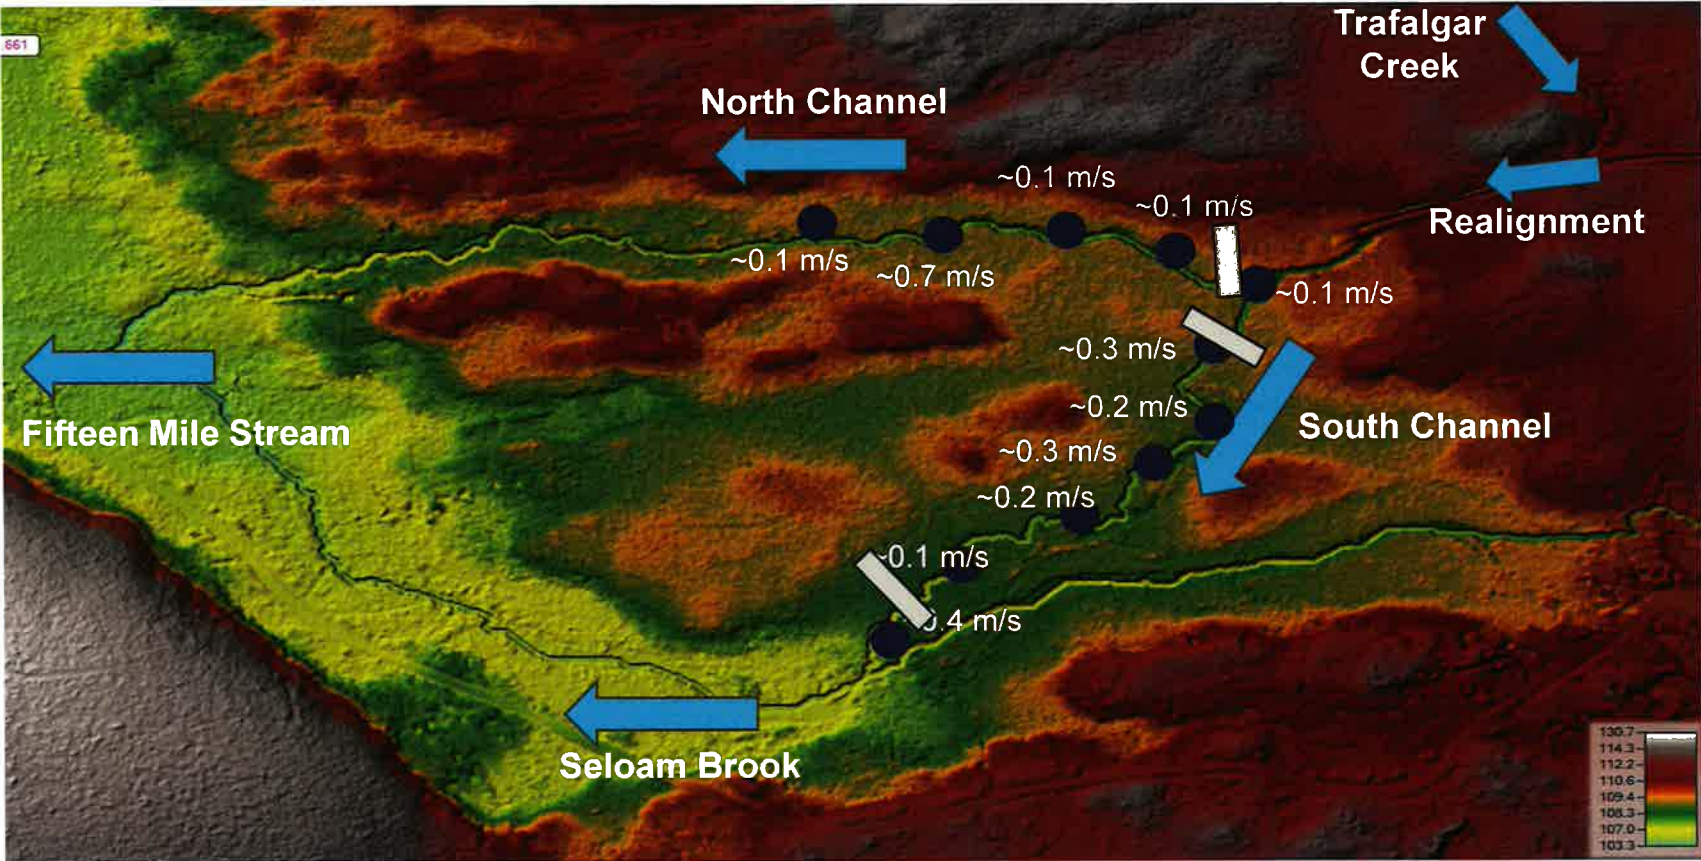 Trafalgar
Creek
.661
North Channel
~0.1 m/s
~0.1 m/s
Realignment
~0.1 m/s
~0.7 m/s
~0.1 m/s
~0.3 m/s
~0.2 m/s
South Channel
Fifteen Mile Stream
~0.3 m/s
~0.2 m/s
~0.1 m/s
.4 m/s
Seloam Brook
130.7
114.3
112.2
110.6
109.4
108.3
107.0
103.3